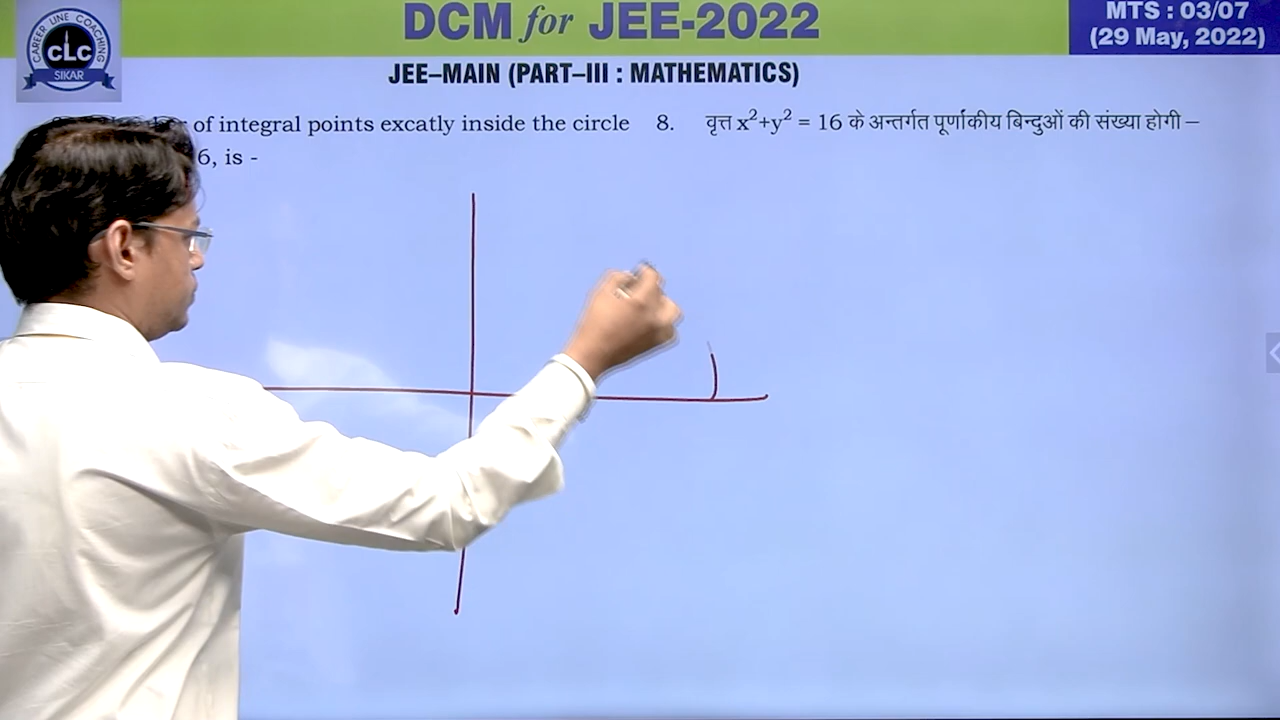 DCM for JEE-2022
MTS : 03/07
(29 May, 2022)
CAREER LINE COACHING
CLC
SIKAR
JEE–MAIN (PART–III : MATHEMATICS)
of integral points excatly inside the circle
6, is -
8. वृत्त x²+y² = 16 के अन्तर्गत पूर्णांकीय बिन्दुओं की संख्या होगी –